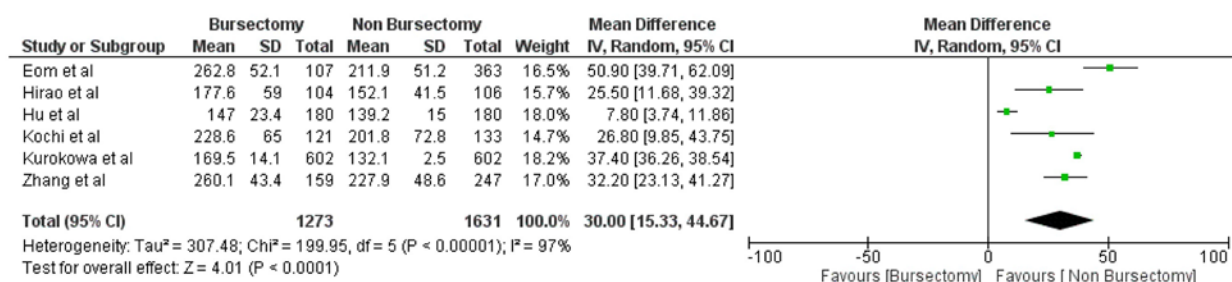 Bursectomy Non Bursectomy Mean Difference Mean Difference
Study or Subgroup Mean SD Total Mean SD Total Weight IV, Random, 95% CI IV, Random, 95% CI
Eom et al 262.8 52.1 107 211.9 51.2 363 16.5% 50.90 [39.71, 62.09]
Hirao et al 177.6 59 104 152.1 41.5 106 15.7% 25.50 [11.68, 39.32]
Hu et al 147 23.4 180 139.2 15 180 18.0% 7.80 [3.74, 11.86]
Kochi et al 228.6 65 121 201.8 72.8 133 14.7% 26.80 [9.85, 43.75]
Kurokowa et al 169.5 14.1 602 132.1 2.5 602 18.2% 37.40 [36.26, 38.54]
Zhang et al 260.1 43.4 159 227.9 48.6 247 17.0% 32.20 [23.13, 41.27]
Total (95% CI) 1273 1631 100.0% 30.00 [15.33, 44.67]
Heterogeneity: Tau² = 307.48; Chi² = 199.95, df = 5 (P < 0.00001); I² = 97%
Test for overall effect: Z = 4.01 (P < 0.0001)
-100 -50 0 50 100
Favours [Bursectomy] Favours [ Non Bursectomy]